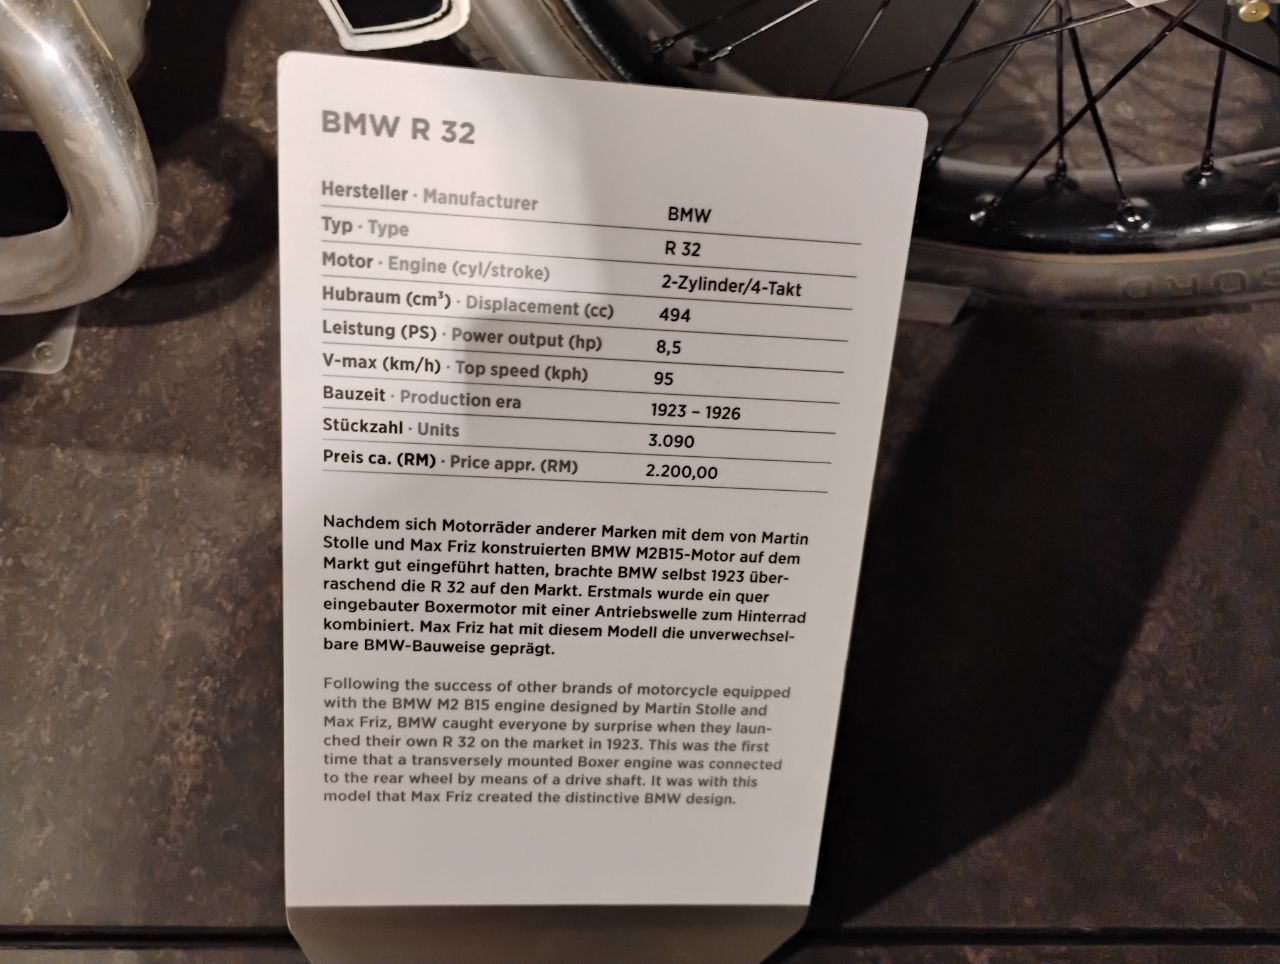 BMW R 32
Hersteller · Manufacturer BMW
Typ · Type R 32
Motor · Engine (cyl/stroke) 2-Zylinder/4-Takt
Hubraum (cm³) · Displacement (cc) 494
Leistung (PS) · Power output (hp) 8,5
V-max (km/h) · Top speed (kph) 95
Bauzeit · Production era 1923 – 1926
Stückzahl · Units 3.090
Preis ca. (RM) · Price appr. (RM) 2.200,00
Nachdem sich Motorräder anderer Marken mit dem von Martin
Stolle und Max Friz konstruierten BMW M2B15-Motor auf dem
Markt gut eingeführt hatten, brachte BMW selbst 1923 über-
raschend die R 32 auf den Markt. Erstmals wurde ein quer
eingebauter Boxermotor mit einer Antriebswelle zum Hinterrad
kombiniert. Max Friz hat mit diesem Modell die unverwechsel-
bare BMW-Bauweise geprägt.
Following the success of other brands of motorcycle equipped
with the BMW M2 B15 engine designed by Martin Stolle and
Max Friz, BMW caught everyone by surprise when they laun-
ched their own R 32 on the market in 1923. This was the first
time that a transversely mounted Boxer engine was connected
to the rear wheel by means of a drive shaft. It was with this
model that Max Friz created the distinctive BMW design.